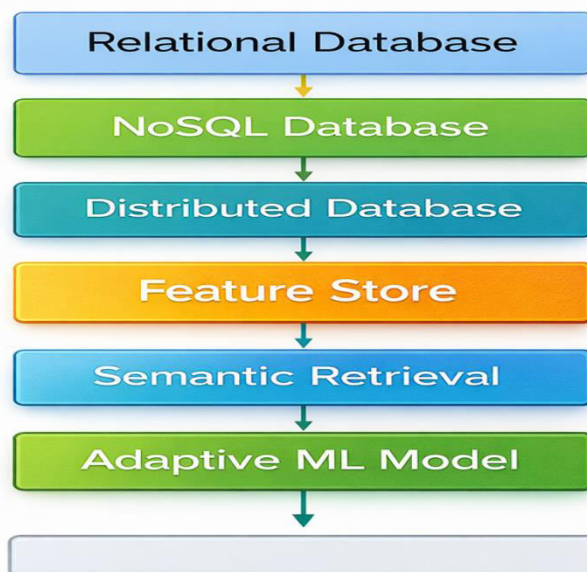 Relational Database
NoSQL Database
Distributed Database
Feature Store
Semantic Retrieval
Adaptive ML Model